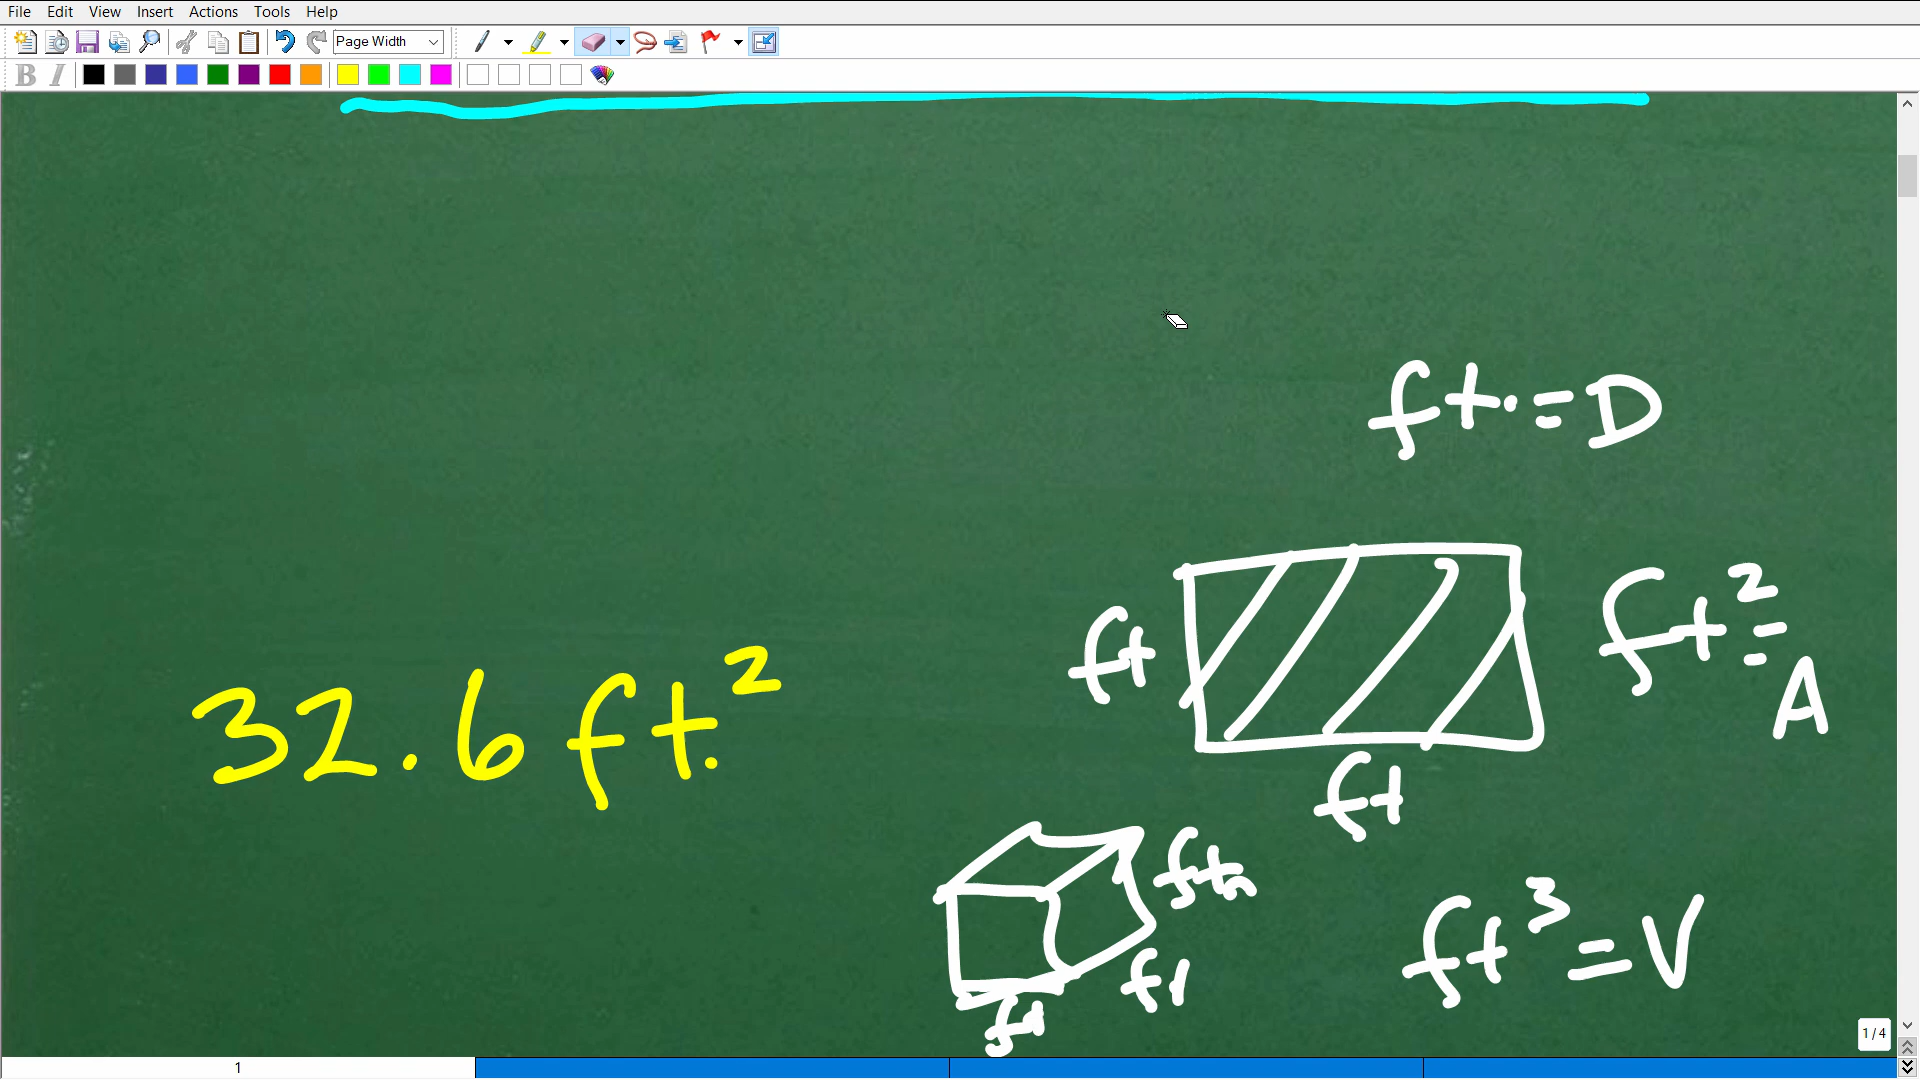 File Edit View Insert Actions Tools Help
Page Width
B I
ft. = D
ft
ft² = A
ft
32.6 ft.²
ft
ft³ = V
ft
ft
1 / 4
1